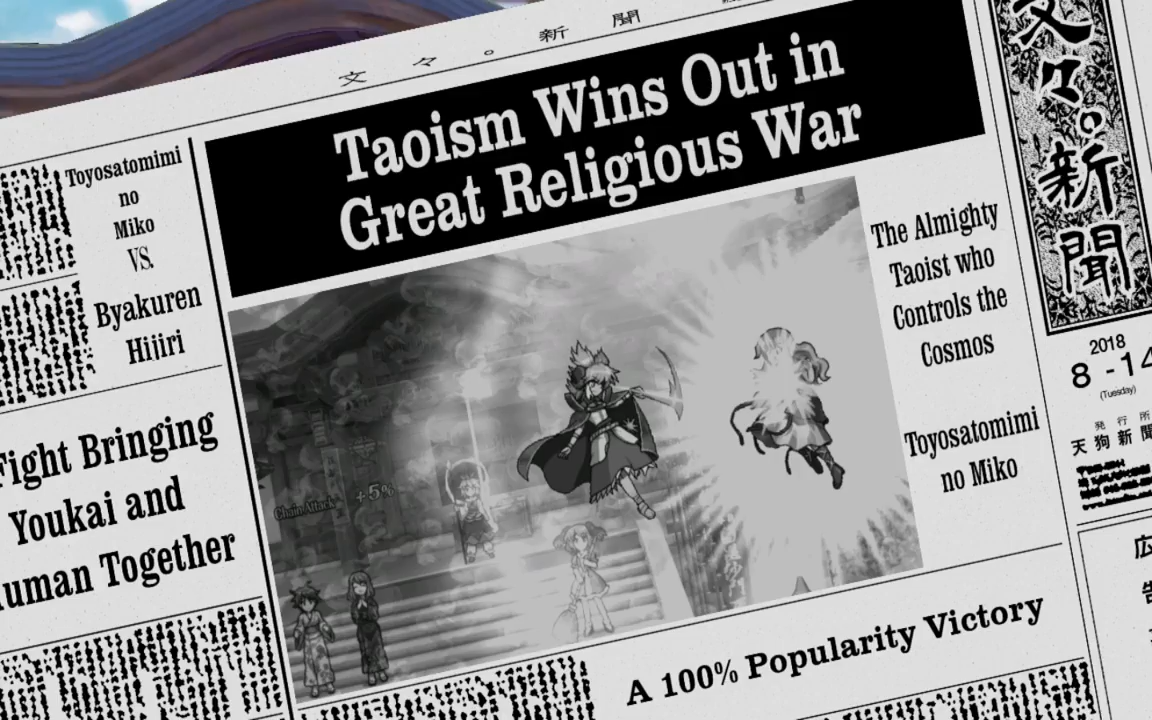 文々。新聞
Taoism Wins Out in
Great Religious War
Toyosatomimi
no
Miko
VS.
Byakuren
Hijiri
Fight Bringing
Youkai and
Human Together
Chain Attack
+5%
The Almighty
Taoist who
Controls the
Cosmos
Toyosatomimi
no Miko
A 100% Popularity Victory
文々。新聞
2018
8 -14
(Tuesday)
発行所
天狗新聞
広
告